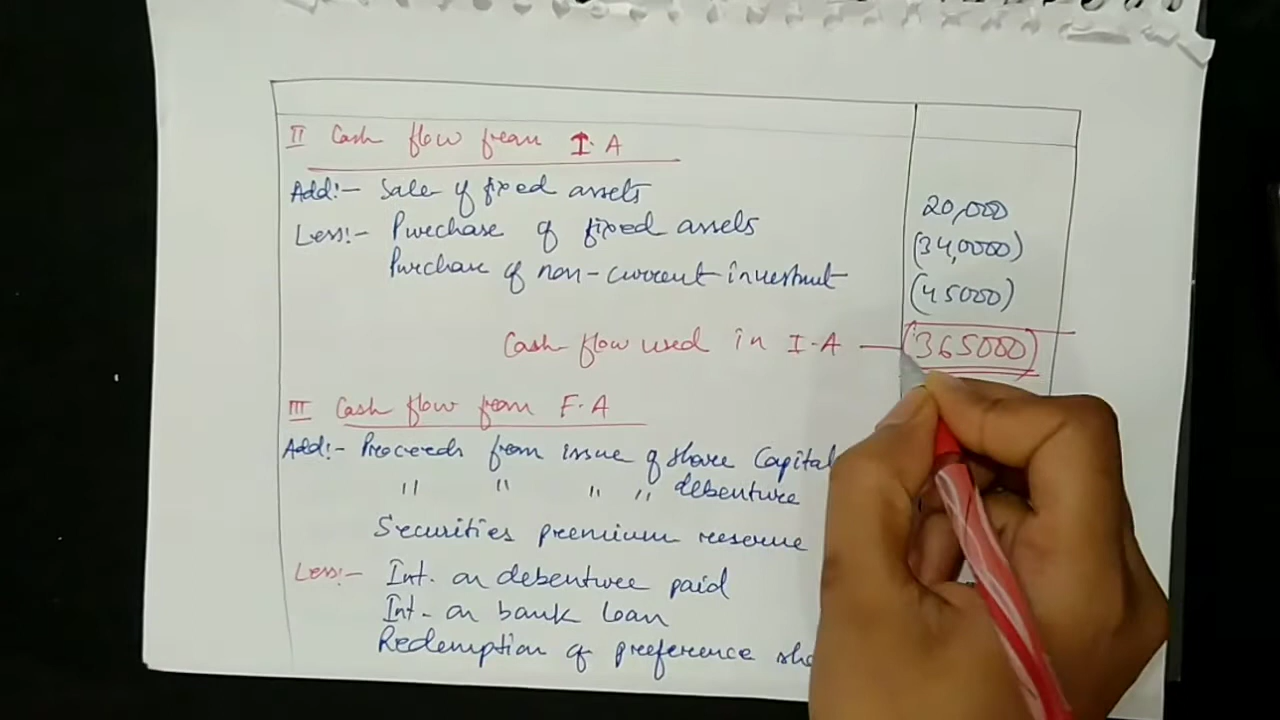 II Cash flow from I.A
Add:- Sale of fixed assets 20,000
Less:- Purchase of fixed assets (34,0000)
Purchase of non-current investment (45000)
Cash flow used in I.A — (365000)
III Cash flow from F.A
Add:- Proceeds from issue of share Capital
" " " " debenture
Securities premium reserve
Less:- Int. on debenture paid
Int. on bank loan
Redemption of preference sha